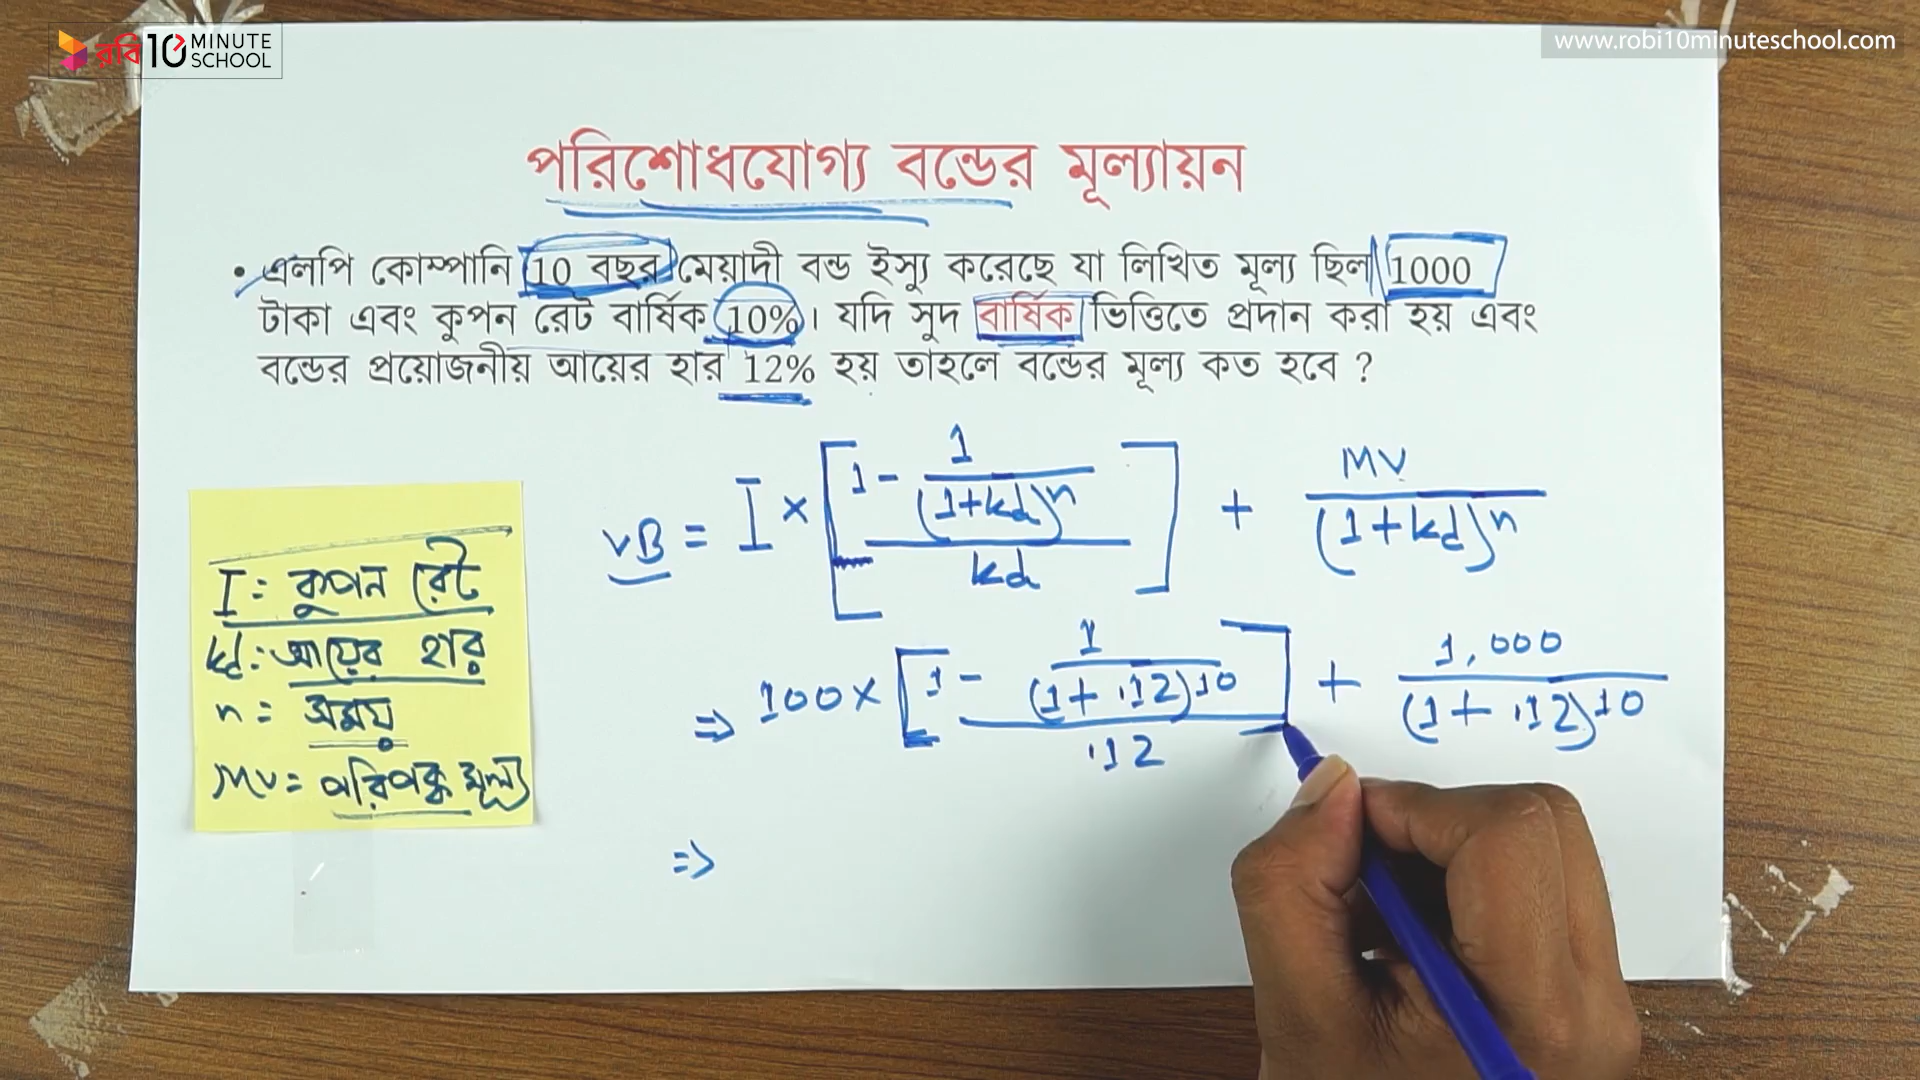 রবি 10 MINUTE SCHOOL
www.robi10minuteschool.com
পরিশোধযোগ্য বন্ডের মূল্যায়ন
• এলপি কোম্পানি 10 বছর মেয়াদী বন্ড ইস্যু করেছে যা লিখিত মূল্য ছিল 1000
টাকা এবং কুপন রেট বার্ষিক 10%। যদি সুদ বার্ষিক ভিত্তিতে প্রদান করা হয় এবং
বন্ডের প্রয়োজনীয় আয়ের হার 12% হয় তাহলে বন্ডের মূল্য কত হবে ?
VB = I × [(1 - 1/(1+kd)^n)/kd] + MV/(1+kd)^n
⇒ 100 × [(1 - 1/(1+.12)^10)/.12] + 1,000/(1+.12)^10
⇒
I = কুপন রেট
kd = আয়ের হার
n = সময়
MV = পরিপক্ক মূল্য